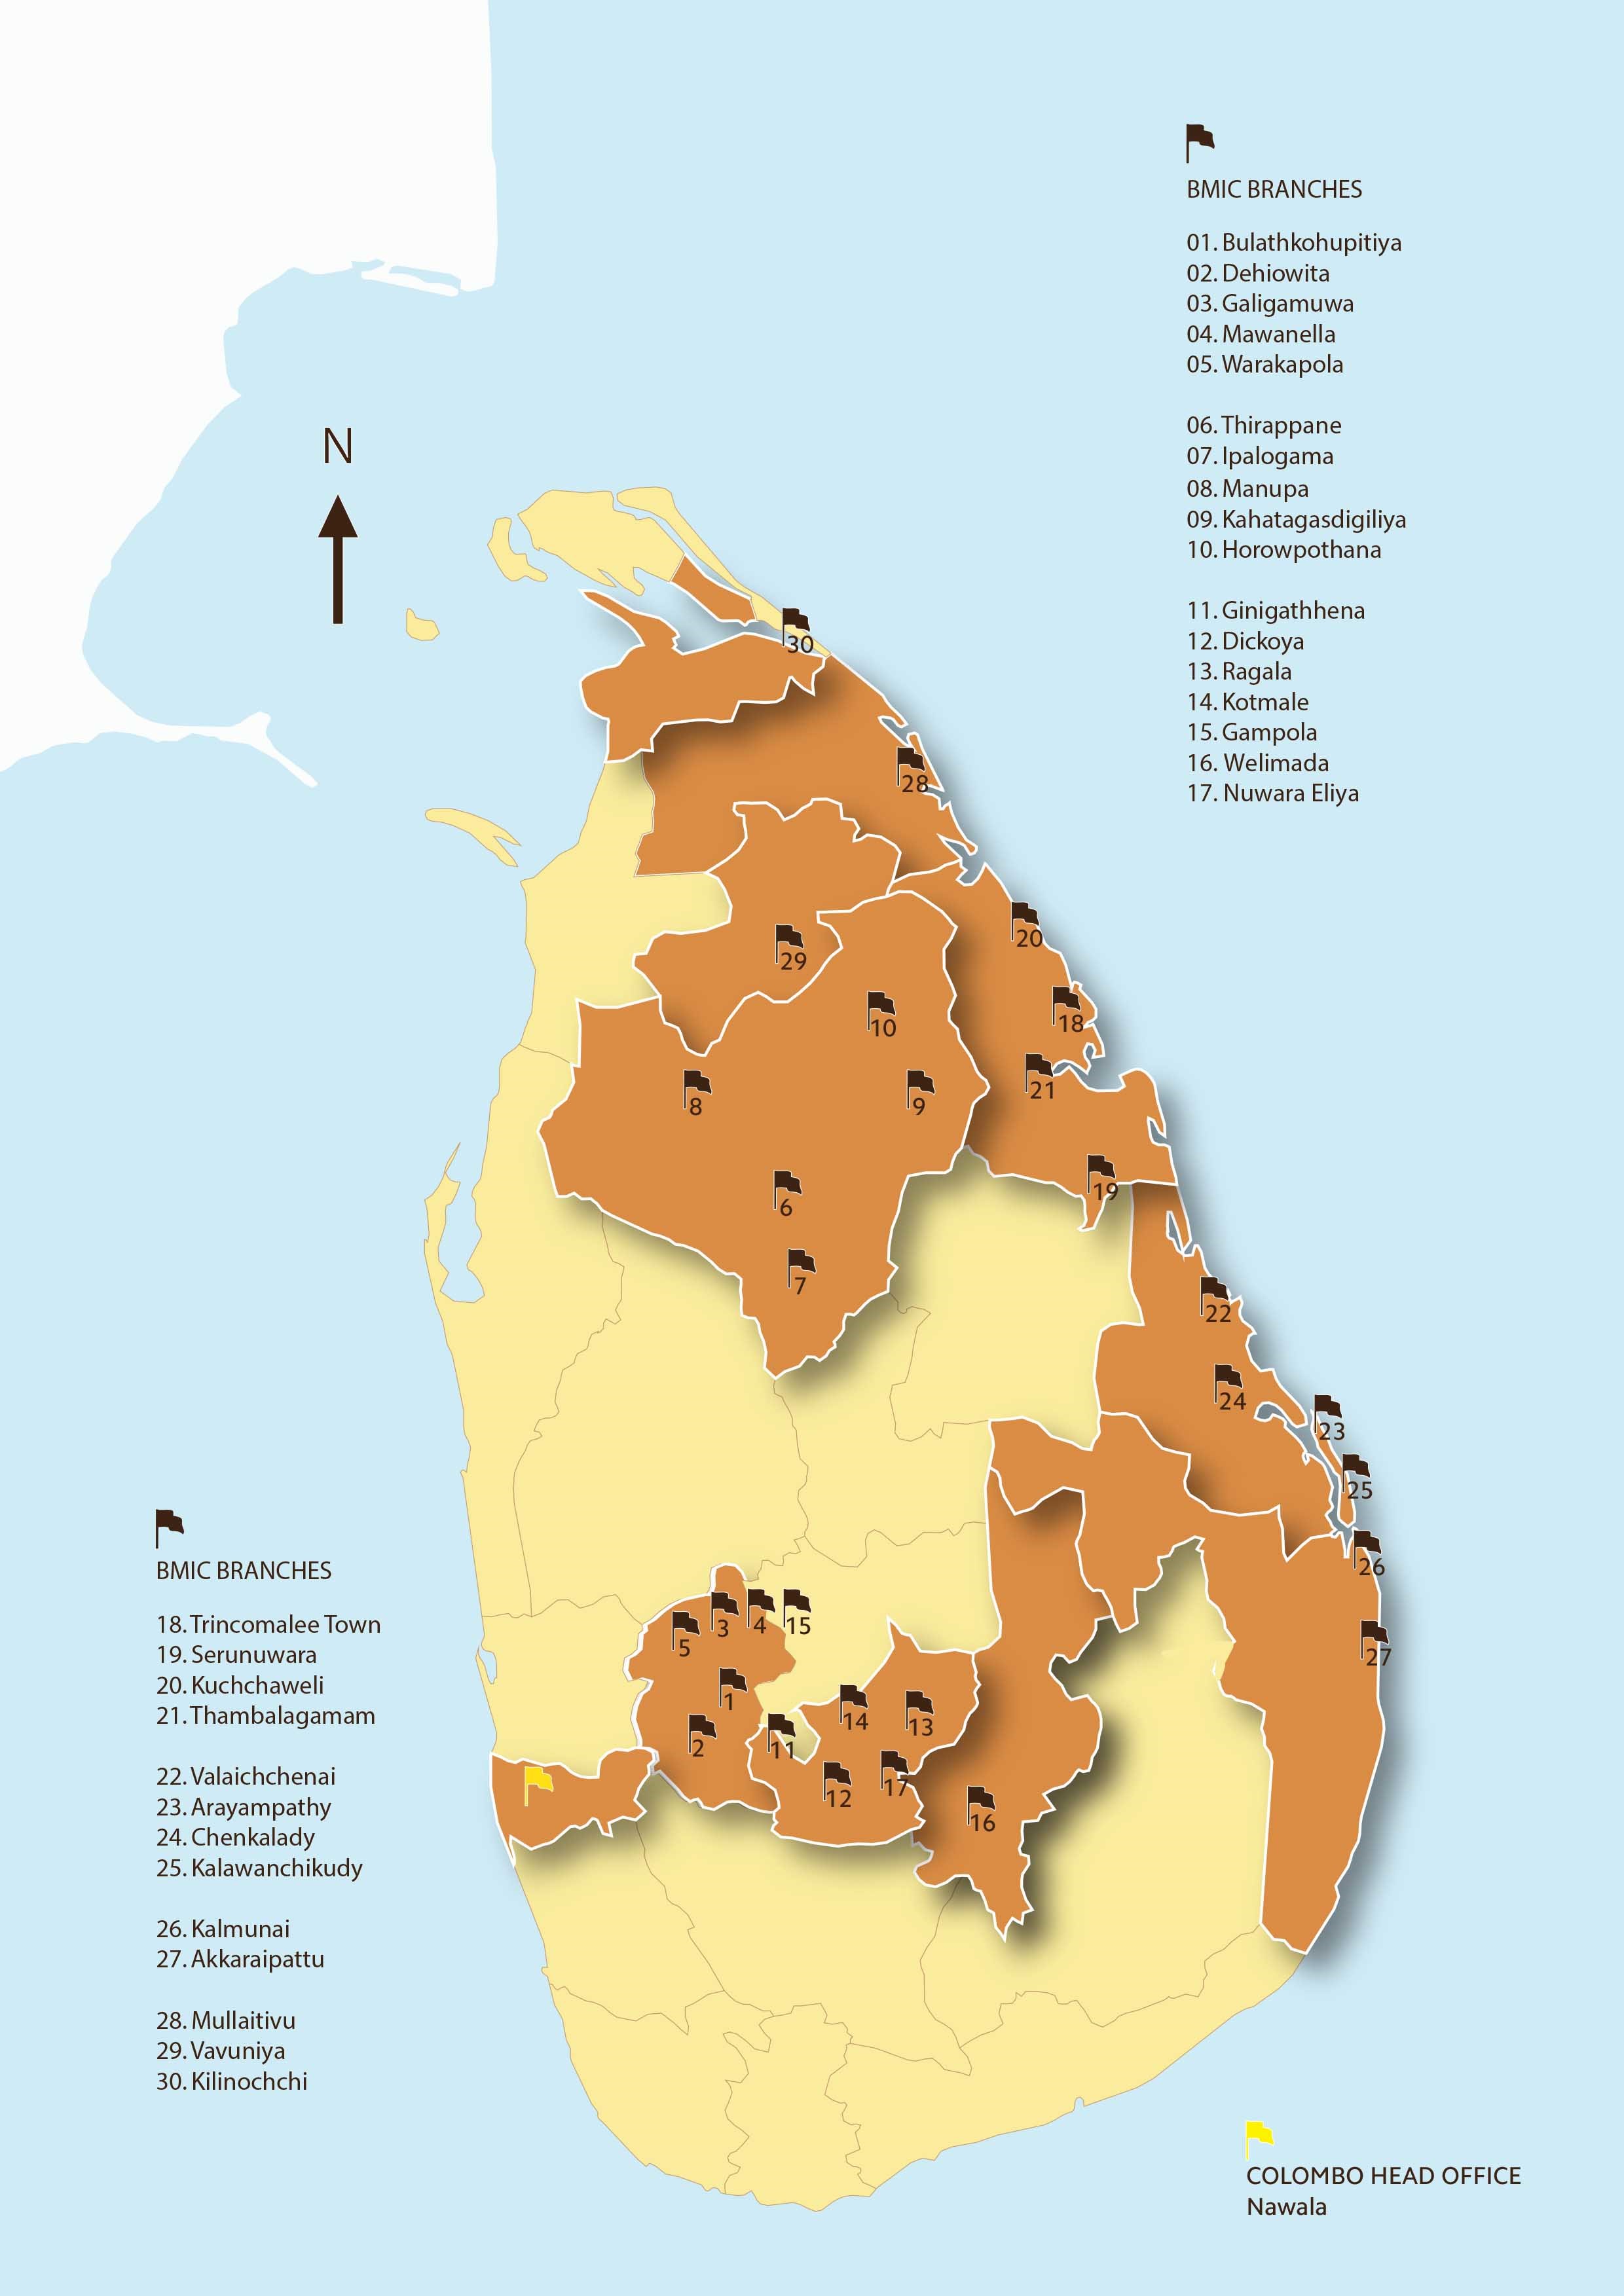 BMIC BRANCHES
01. Bulathkohupitiya
02. Dehiowita
03. Galigamuwa
04. Mawanella
05. Warakapola
06. Thirappane
07. Ipalogama
08. Manupa
09. Kahatagasdigiliya
10. Horowpothana
11. Ginigathhena
12. Dickoya
13. Ragala
14. Kotmale
15. Gampola
16. Welimada
17. Nuwara Eliya
N
30
28
20
29
18
10
21
8
9
19
6
7
22
24
23
25
26
27
3
4
15
5
1
14
13
2
11
17
12
16
BMIC BRANCHES
18. Trincomalee Town
19. Serunuwara
20. Kuchchaweli
21. Thambalagamam
22. Valaichchenai
23. Arayampathy
24. Chenkalady
25. Kalawanchikudy
26. Kalmunai
27. Akkaraipattu
28. Mullaitivu
29. Vavuniya
30. Kilinochchi
COLOMBO HEAD OFFICE
Nawala